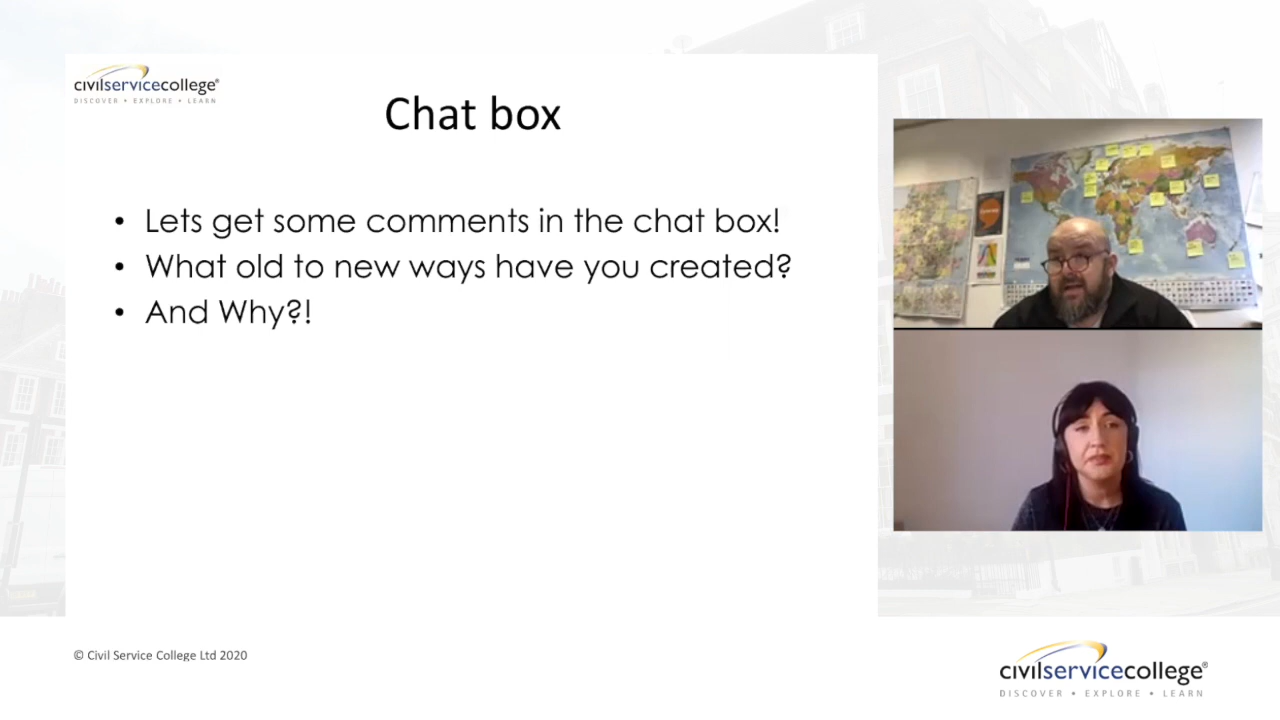 civilservicecollege®
DISCOVER • EXPLORE • LEARN
Chat box
• Lets get some comments in the chat box!
• What old to new ways have you created?
• And Why?!
© Civil Service College Ltd 2020
civilservicecollege®
DISCOVER • EXPLORE • LEARN